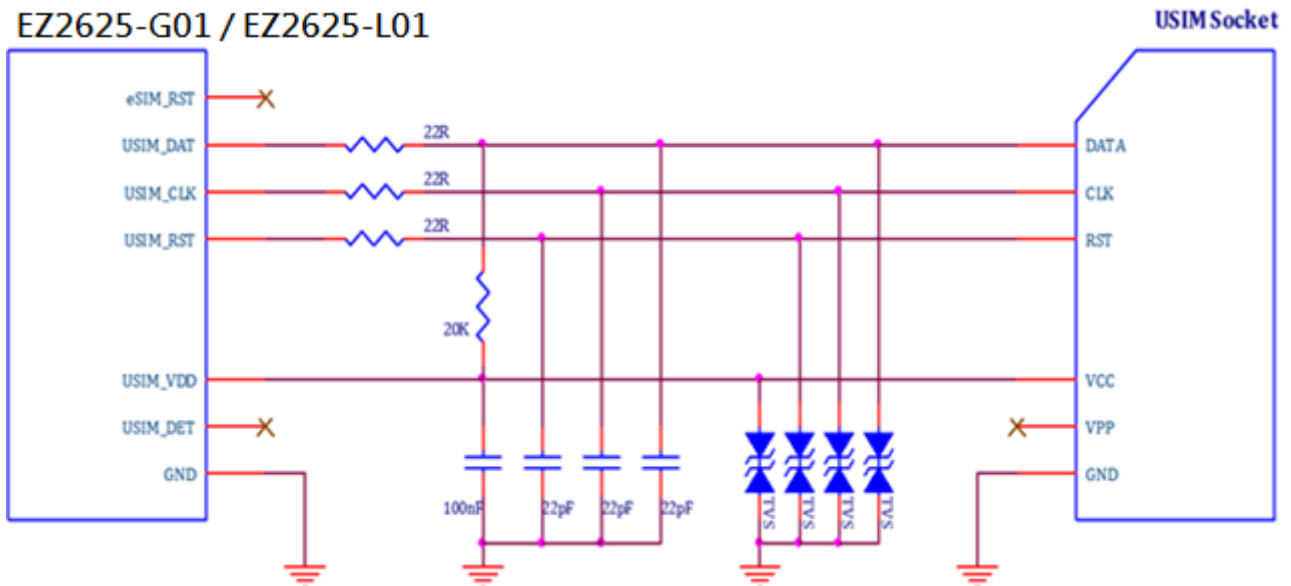 EZ2625-G01 / EZ2625-L01
USIM Socket
eSIM_RST
USIM_DAT
22R
DATA
USIM_CLK
22R
CLK
USIM_RST
22R
RST
20K
USIM_VDD
VCC
USIM_DET
VPP
GND
GND
100nF
22pF
22pF
22pF
TVS
TVS
TVS
TVS